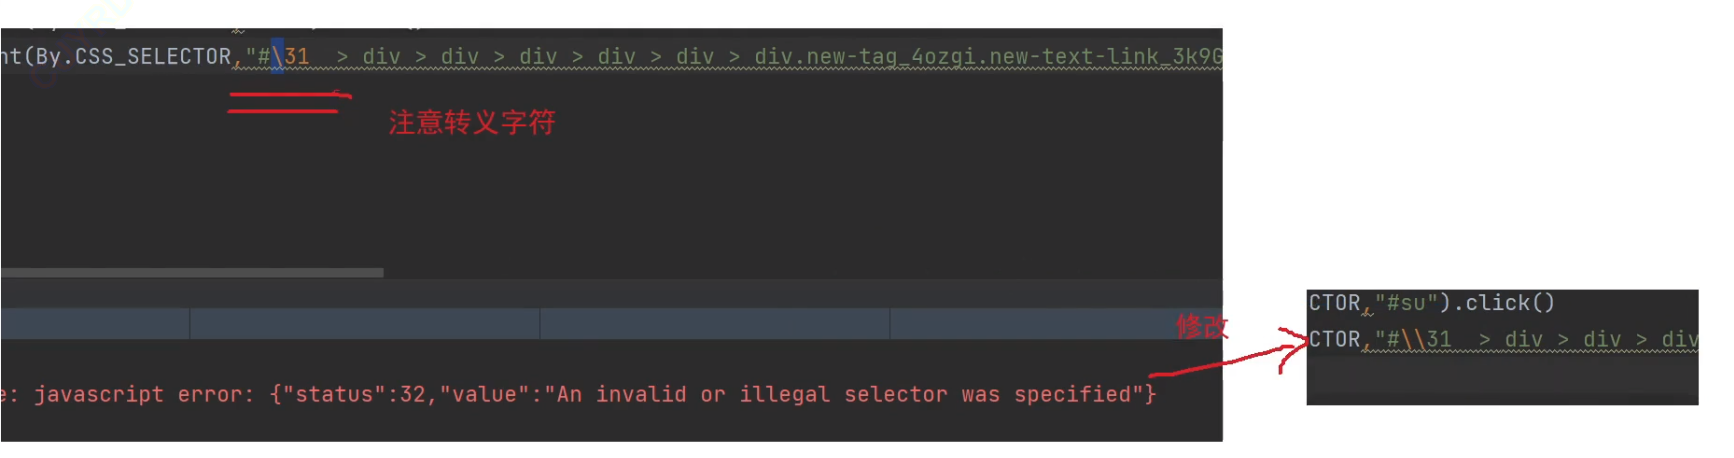 nt(By.CSS_SELECTOR,"#\31  > div > div > div > div > div > div.new-tag_4ozgi.new-text-link_3k9G
注意转义字符
修改
e: javascript error: {"status":32,"value":"An invalid or illegal selector was specified"}
CTOR,"#su").click()
CTOR,"#\\31  > div > div > div